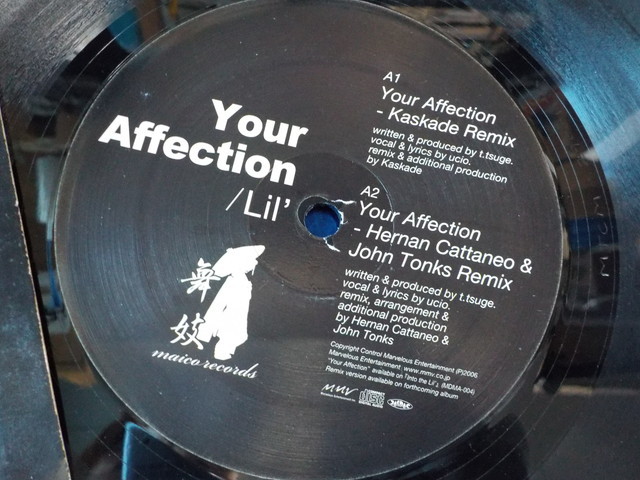 Your
Affection
/Lil'
舞
妓
maico records
A1
Your Affection
- Kaskade Remix
written & produced by t.tsuge.
vocal & lyrics by ucio.
remix & additional production
by Kaskade
A2
Your Affection
- Hernan Cattaneo &
John Tonks Remix
written & produced by t.tsuge.
vocal & lyrics by ucio.
remix, arrangement &
additional production
by Hernan Cattaneo &
John Tonks
Copyright Control Marvelous Entertainment (P)2006.
Marvelous Entertainment www.mmv.co.jp
"Your Affection" available on 「into the Lil'」 (MDMA-004)
Remix version available on forthcoming album